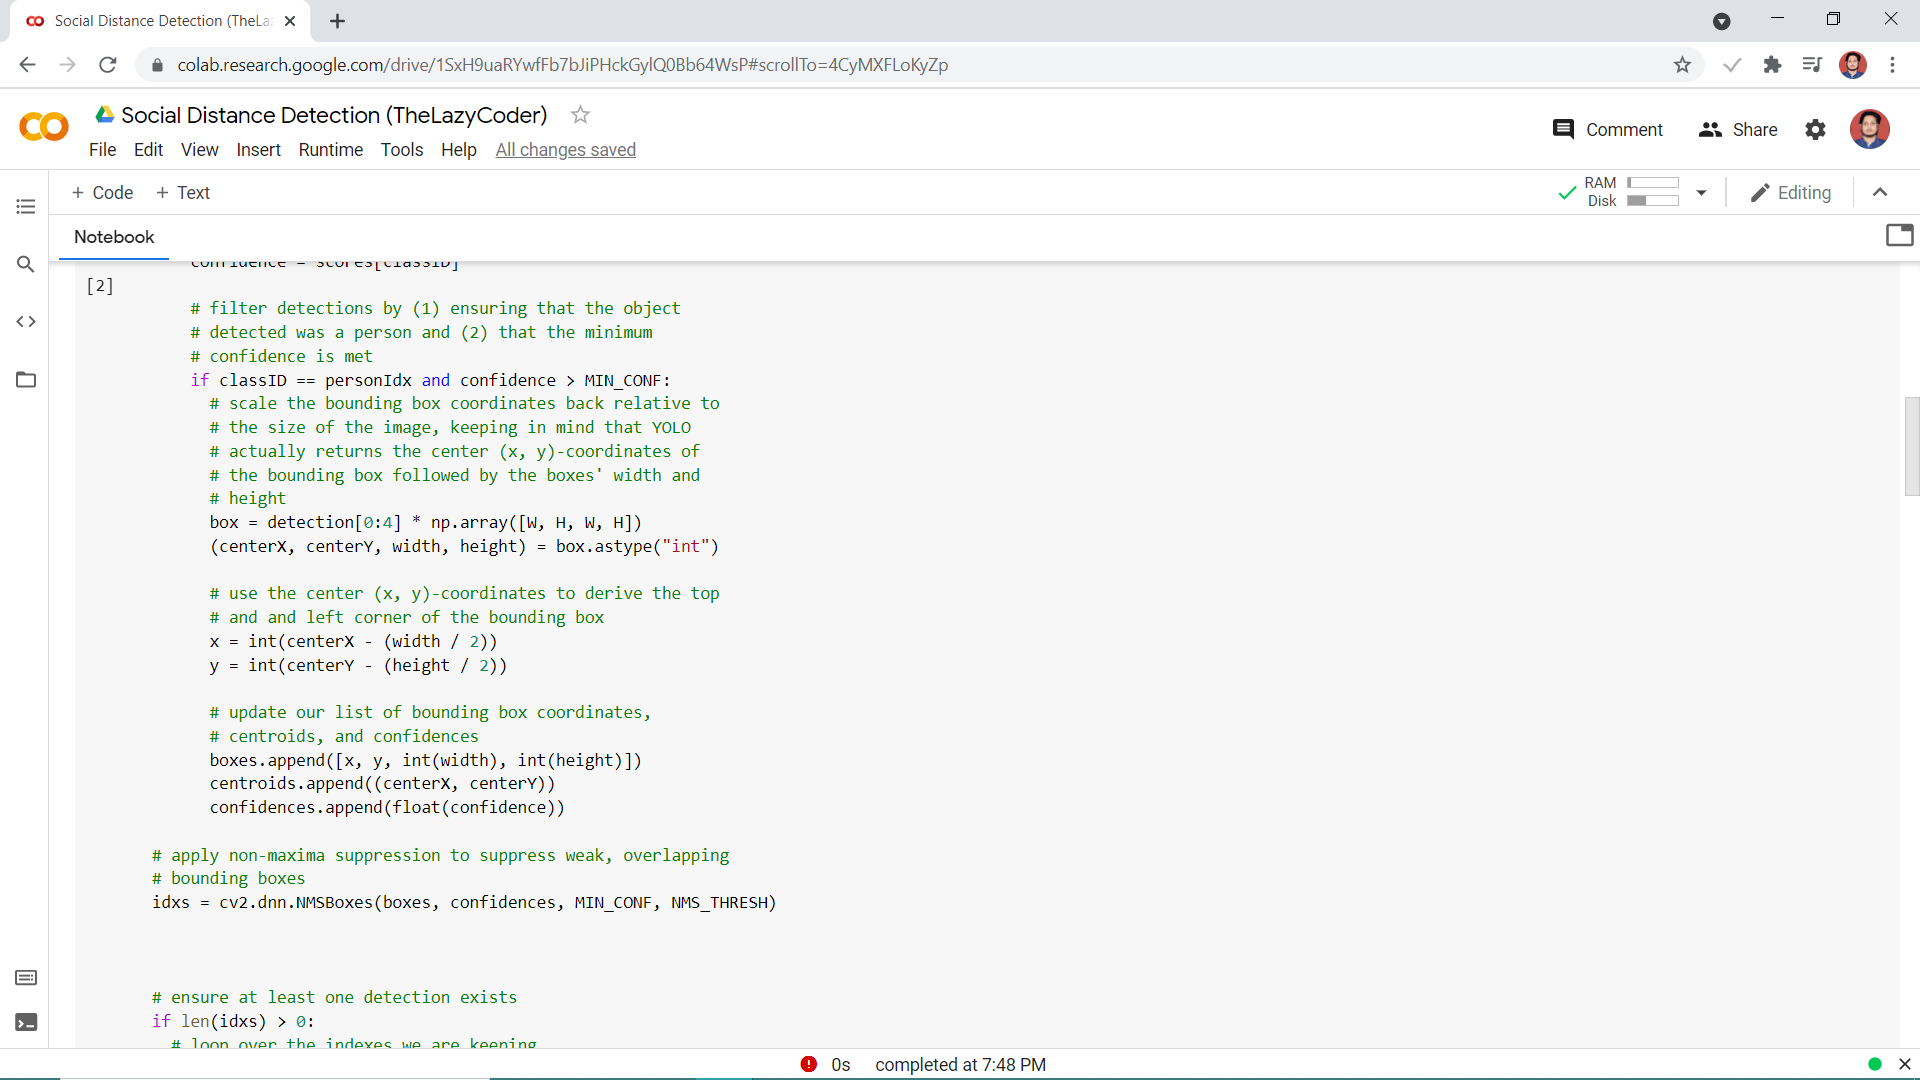 Social Distance Detection (TheLa
colab.research.google.com/drive/1SxH9uaRYwfFb7bJiPHckGylQ0Bb64WsP#scrollTo=4CyMXFLoKyZp
Social Distance Detection (TheLazyCoder)
Comment
Share
File Edit View Insert Runtime Tools Help All changes saved
+ Code + Text
RAM
Disk
Editing
Notebook
confidence = scores[classID]
[2]
# filter detections by (1) ensuring that the object
# detected was a person and (2) that the minimum
# confidence is met
if classID == personIdx and confidence > MIN_CONF:
# scale the bounding box coordinates back relative to
# the size of the image, keeping in mind that YOLO
# actually returns the center (x, y)-coordinates of
# the bounding box followed by the boxes' width and
# height
box = detection[0:4] * np.array([W, H, W, H])
(centerX, centerY, width, height) = box.astype("int")
# use the center (x, y)-coordinates to derive the top
# and and left corner of the bounding box
x = int(centerX - (width / 2))
y = int(centerY - (height / 2))
# update our list of bounding box coordinates,
# centroids, and confidences
boxes.append([x, y, int(width), int(height)])
centroids.append((centerX, centerY))
confidences.append(float(confidence))
# apply non-maxima suppression to suppress weak, overlapping
# bounding boxes
idxs = cv2.dnn.NMSBoxes(boxes, confidences, MIN_CONF, NMS_THRESH)
# ensure at least one detection exists
if len(idxs) > 0:
# loop over the indexes we are keeping
0s completed at 7:48 PM